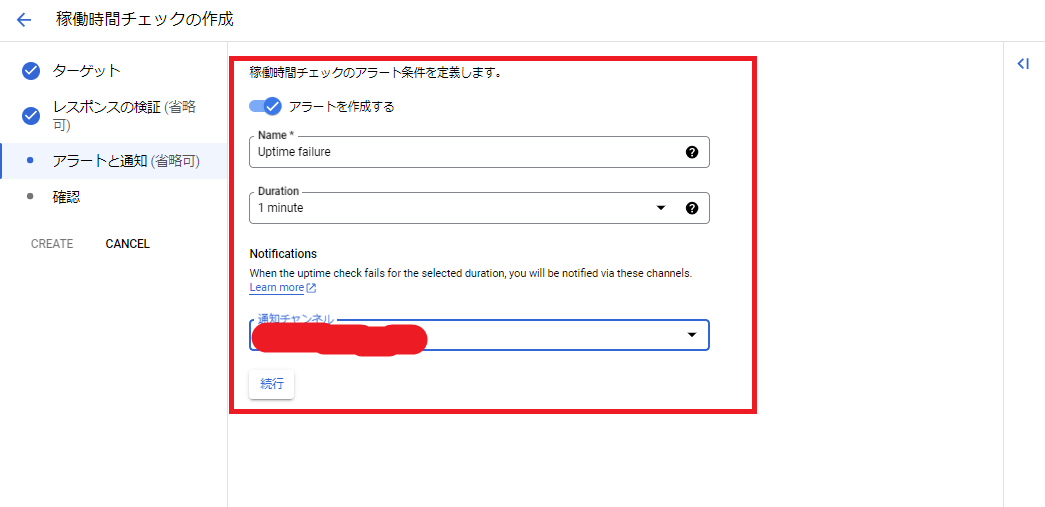 稼働時間チェックの作成
ターゲット
レスポンスの検証 (省略
可)
アラートと通知 (省略可)
確認
CREATE
CANCEL
稼働時間チェックのアラート条件を定義します。
アラートを作成する
Name *
Uptime failure
Duration
1 minute
Notifications
When the uptime check fails for the selected duration, you will be notified via these channels.
Learn more
通知チャンネル
続行